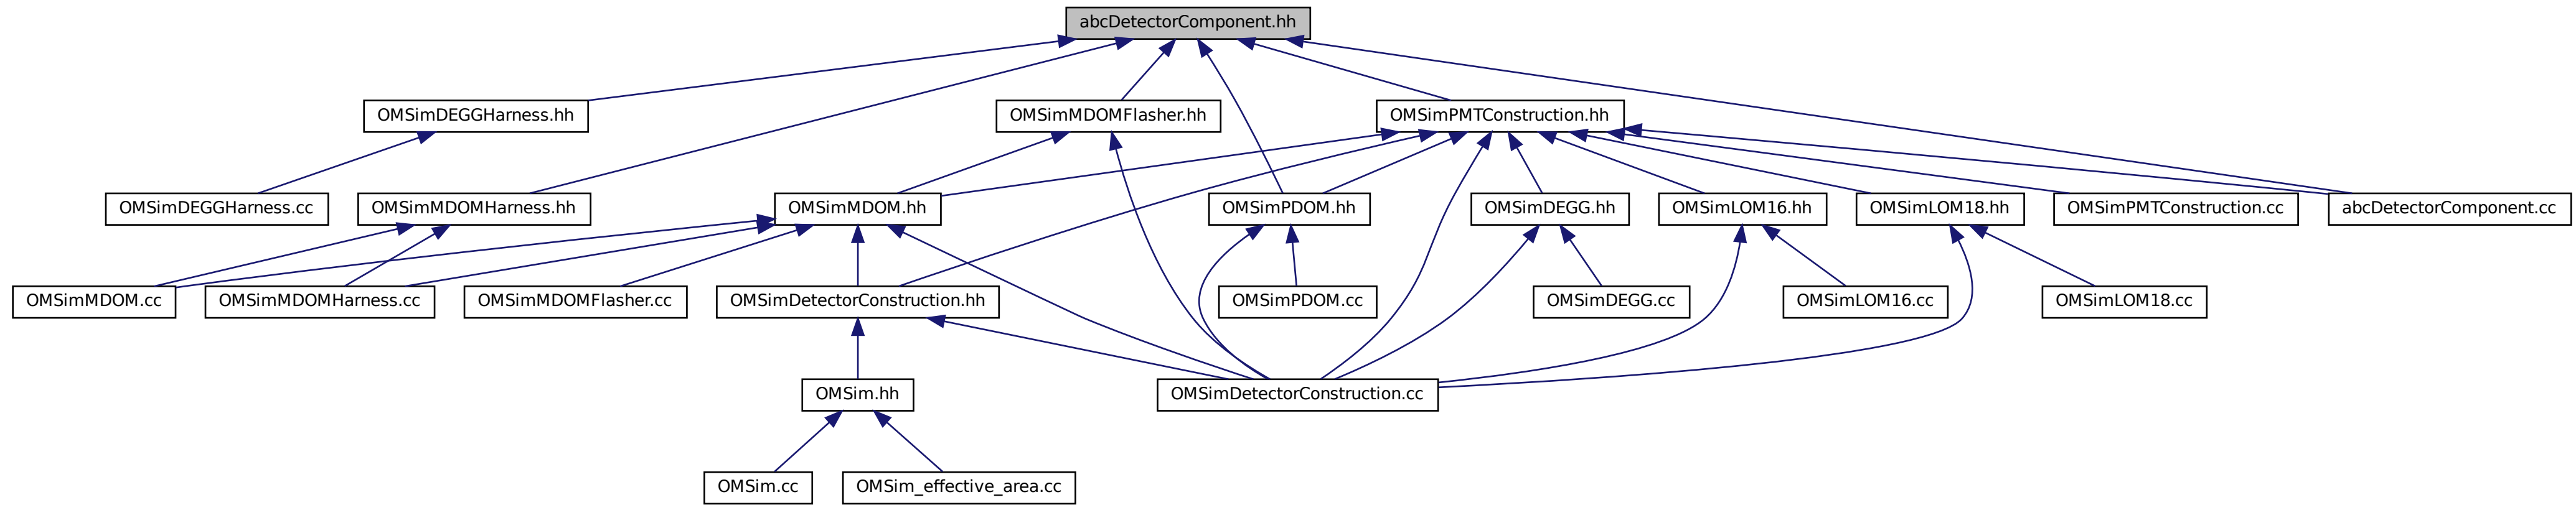 abcDetectorComponent.hh
OMSimDEGGHarness.hh
OMSimMDOMFlasher.hh
OMSimPMTConstruction.hh
OMSimDEGGHarness.cc
OMSimMDOMHarness.hh
OMSimMDOM.hh
OMSimPDOM.hh
OMSimDEGG.hh
OMSimLOM16.hh
OMSimLOM18.hh
OMSimPMTConstruction.cc
abcDetectorComponent.cc
OMSimMDOM.cc
OMSimMDOMHarness.cc
OMSimMDOMFlasher.cc
OMSimDetectorConstruction.hh
OMSimPDOM.cc
OMSimDEGG.cc
OMSimLOM16.cc
OMSimLOM18.cc
OMSim.hh
OMSimDetectorConstruction.cc
OMSim.cc
OMSim_effective_area.cc